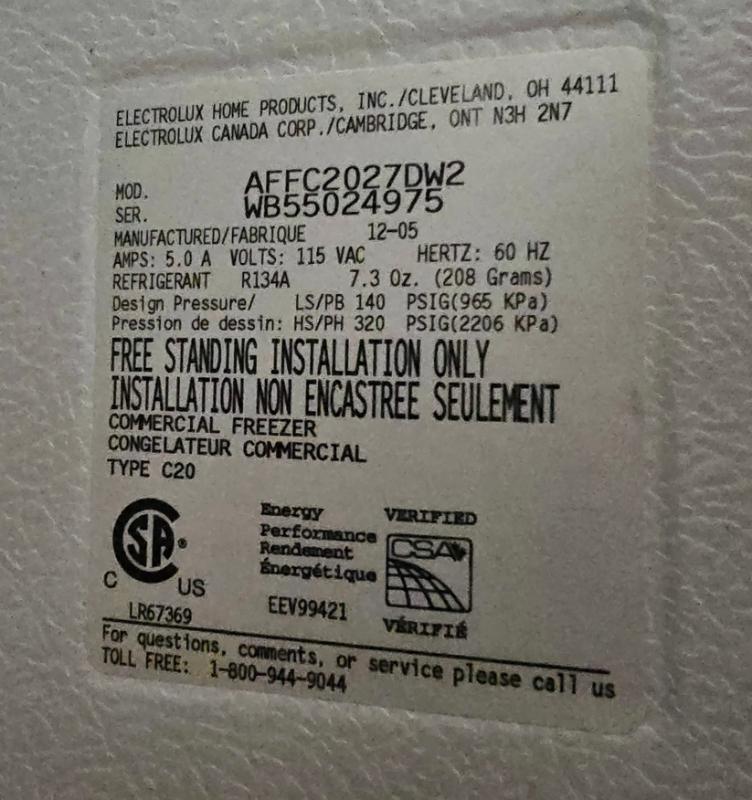 ELECTROLUX HOME PRODUCTS, INC./CLEVELAND, OH 44111
ELECTROLUX CANADA CORP./CAMBRIDGE, ONT N3H 2N7
MOD. AFFC2027DW2
SER. WB55024975
MANUFACTURED/FABRIQUE 12-05
AMPS: 5.0 A VOLTS: 115 VAC HERTZ: 60 HZ
REFRIGERANT R134A 7.3 Oz. (208 Grams)
Design Pressure/ LS/PB 140 PSIG(965 KPa)
Pression de dessin: HS/PH 320 PSIG(2206 KPa)
FREE STANDING INSTALLATION ONLY
INSTALLATION NON ENCASTREE SEULEMENT
COMMERCIAL FREEZER
CONGELATEUR COMMERCIAL
TYPE C20
SA®
C US
LR67369
Energy
Performance
Rendement
Énergétique
EEV99421
VERIFIED
CSA
VÉRIFIÉ
For questions, comments, or service please call us
TOLL FREE: 1-800-944-9044